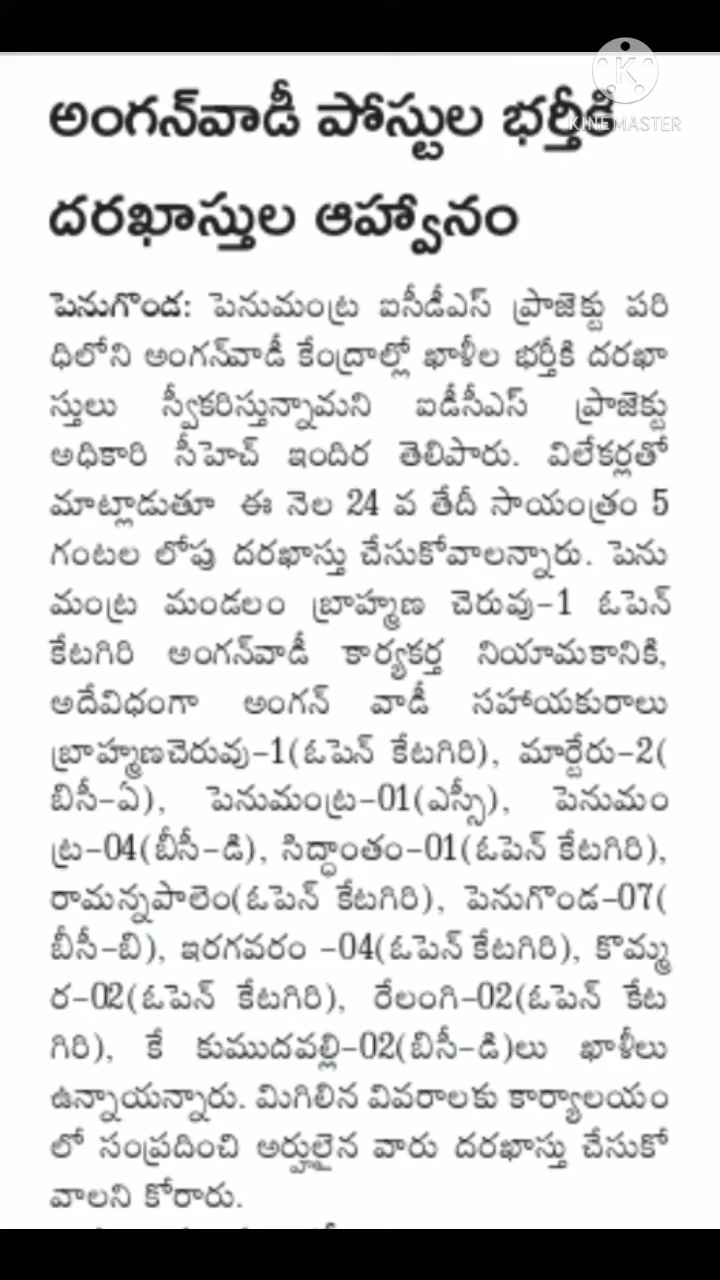 KINEMASTER
అంగన్‌వాడీ పోస్టుల భర్తీకి
దరఖాస్తుల ఆహ్వానం
పెనుగొండ: పెనుమంట్ర ఐసీడీఎస్ ప్రాజెక్టు పరి
ధిలోని అంగన్‌వాడీ కేంద్రాల్లో ఖాళీల భర్తీకి దరఖా
స్తులు స్వీకరిస్తున్నామని ఐడీసీఎస్ ప్రాజెక్టు
అధికారి సీహెచ్ ఇందిర తెలిపారు. విలేకర్లతో
మాట్లాడుతూ ఈ నెల 24 వ తేదీ సాయంత్రం 5
గంటల లోపు దరఖాస్తు చేసుకోవాలన్నారు. పెను
మంట్ర మండలం బ్రాహ్మణ చెరువు-1 ఓపెన్
కేటగిరి అంగన్‌వాడీ కార్యకర్త నియామకానికి,
అదేవిధంగా అంగన్ వాడీ సహాయకురాలు
బ్రాహ్మణచెరువు-1(ఓపెన్ కేటగిరి), మార్టేరు-2(
బిసీ-ఏ), పెనుమంట్ర-01(ఎస్సీ), పెనుమం
ట్ర-04(బీసీ-డి), సిద్ధాంతం-01(ఓపెన్ కేటగిరి),
రామన్నపాలెం(ఓపెన్ కేటగిరి), పెనుగొండ-07(
బీసీ-బి), ఇరగవరం -04(ఓపెన్ కేటగిరి), కొమ్మ
ర-02(ఓపెన్ కేటగిరి), రేలంగి-02(ఓపెన్ కేట
గిరి), కే కుముదవల్లి-02(బిసీ-డి)లు ఖాళీలు
ఉన్నాయన్నారు. మిగిలిన వివరాలకు కార్యాలయం
లో సంప్రదించి అర్హులైన వారు దరఖాస్తు చేసుకో
వాలని కోరారు.